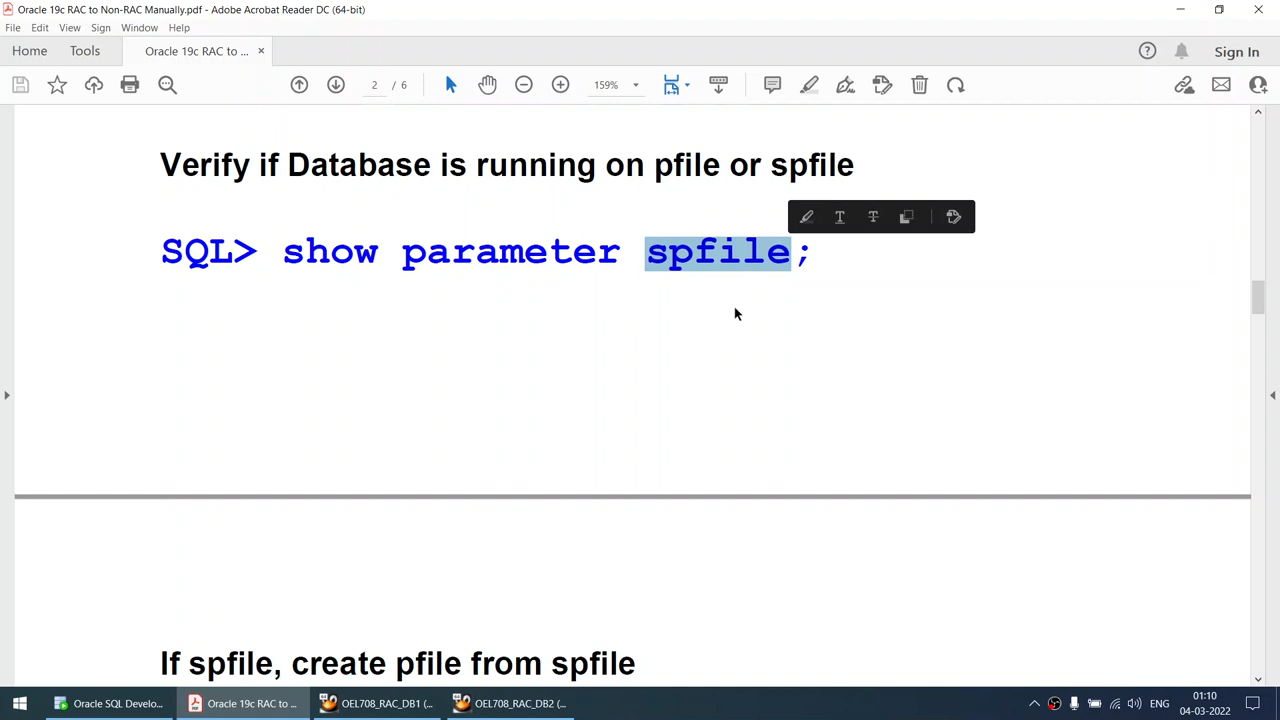 Oracle 19c RAC to Non-RAC Manually.pdf - Adobe Acrobat Reader DC (64-bit)
File Edit View Sign Window Help
Home Tools Oracle 19c RAC to ... × Sign In
2 / 6 159%
Verify if Database is running on pfile or spfile
SQL> show parameter spfile;
If spfile, create pfile from spfile
Oracle SQL Develo... Oracle 19c RAC to ... OEL708_RAC_DB1 (... OEL708_RAC_DB2 (... ENG 01:10
04-03-2022